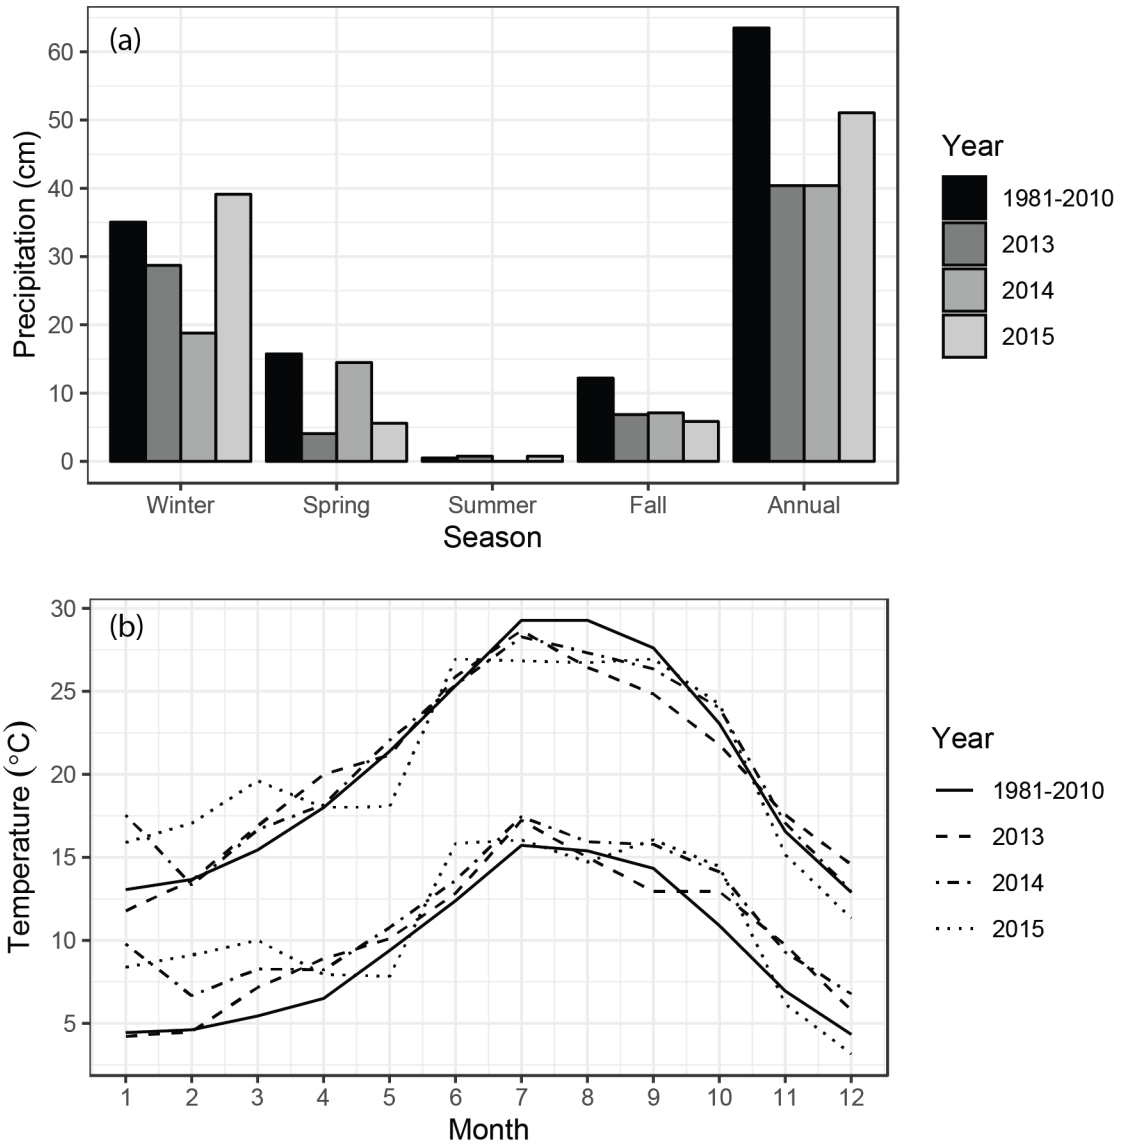 (a)
Precipitation (cm)
60
50
40
30
20
10
0
Winter Spring Summer Fall Annual
Season
Year
1981-2010
2013
2014
2015
(b)
Temperature (°C)
30
25
20
15
10
5
1 2 3 4 5 6 7 8 9 10 11 12
Month
Year
1981-2010
2013
2014
2015